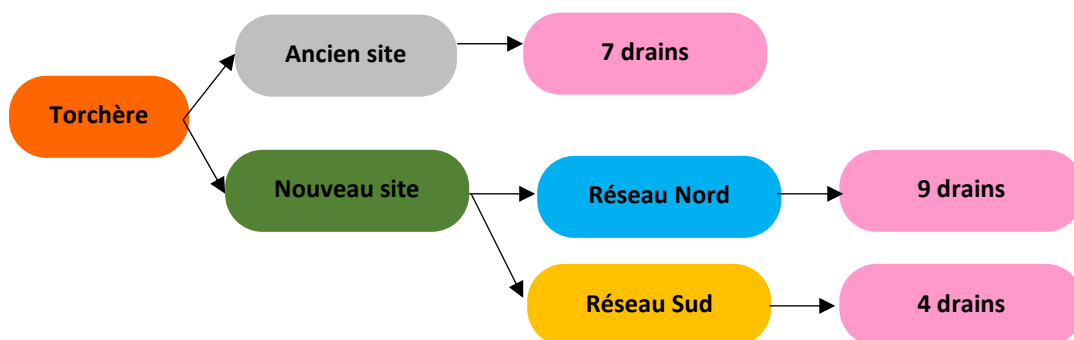 Ancien site
7 drains
Torchère
Nouveau site
Réseau Nord
9 drains
Réseau Sud
4 drains